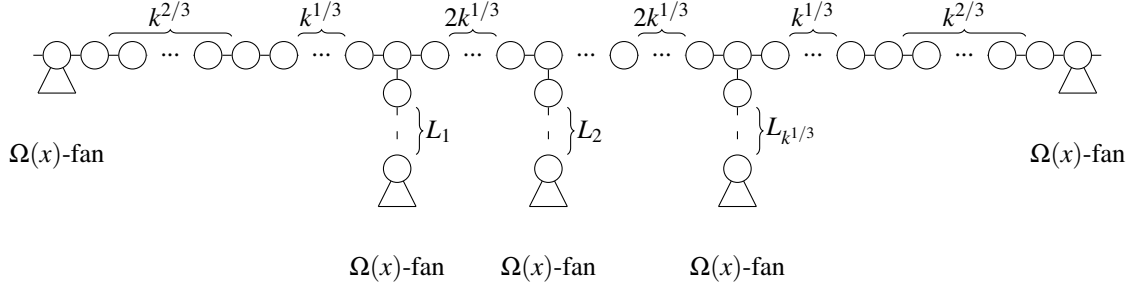 k^{2/3} k^{1/3} 2k^{1/3} 2k^{1/3} k^{1/3} k^{2/3}
... ... ... ... ... ... ...
L_1 L_2 L_{k^{1/3}}
Ω(x)-fan Ω(x)-fan
Ω(x)-fan Ω(x)-fan Ω(x)-fan